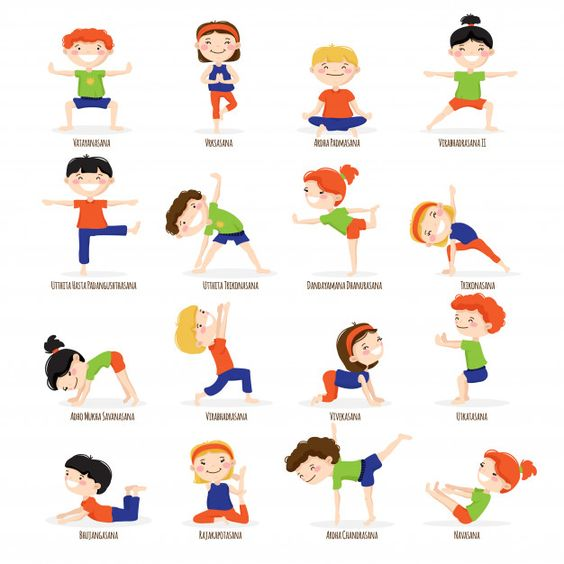 Vatayanasana
Vrksasana
Ardha Padmasana
Virabhadrasana II
Utthita Hasta Padangushtrasana
Utthita Trikonasana
Dandayamana Dhanurasana
Trikonasana
Adho Mukha Savanasana
Virabhadrasana
Vivekasana
Utkatasana
Bhujangasana
Rajakapotasana
Ardha Chandrasana
Navasana